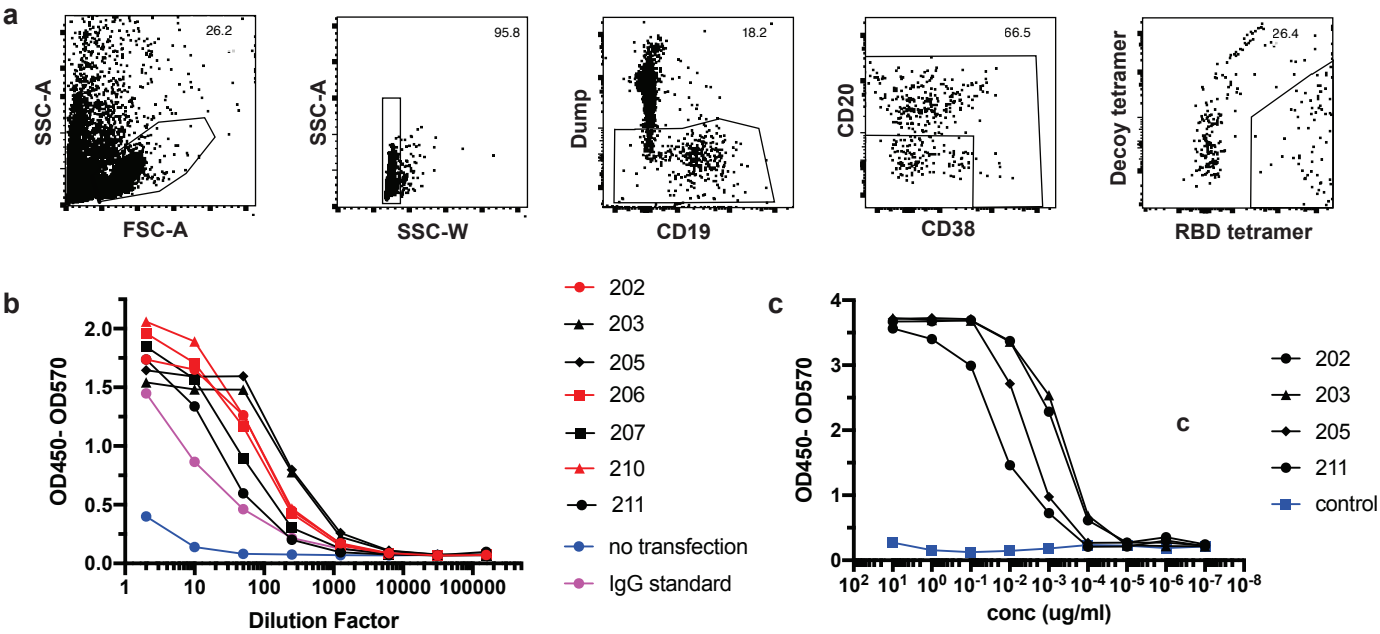 a
26.2
SSC-A
FSC-A
95.8
SSC-A
SSC-W
18.2
Dump
CD19
66.5
CD20
CD38
26.4
Decoy tetramer
RBD tetramer
b
OD450- OD570
2.0
1.5
1.0
0.5
0.0
1
10
100
1000
10000
100000
Dilution Factor
202
203
205
206
207
210
211
no transfection
IgG standard
c
OD450- OD570
4
3
2
1
0
10²
10¹
10⁰
10⁻¹
10⁻²
10⁻³
10⁻⁴
10⁻⁵
10⁻⁶
10⁻⁷
10⁻⁸
conc (ug/ml)
c
202
203
205
211
control